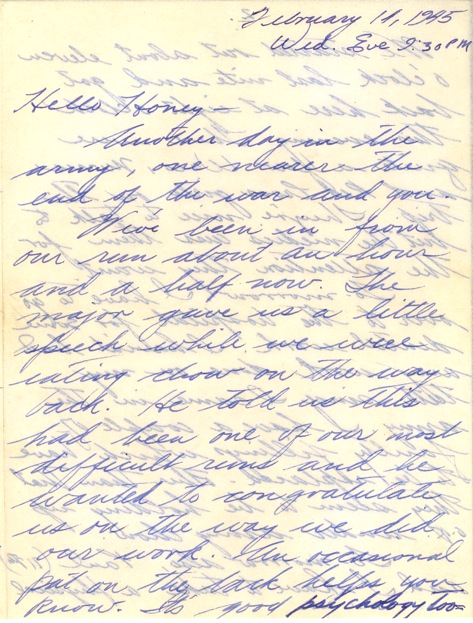 February 11, 1945
Wed. Eve 9:30 PM
Hello Honey -
Another day in the
army, one nearer the
end of the war and you.
We've been in from
our run about an hour
and a half now. The
major gave us a little
speech while we were
eating chow on the way
back. He told us this
had been one of our most
difficult runs and he
wanted to congratulate
us on the way we did
our work. An occasional
pat on the back helps you
know. It's good psychology too-